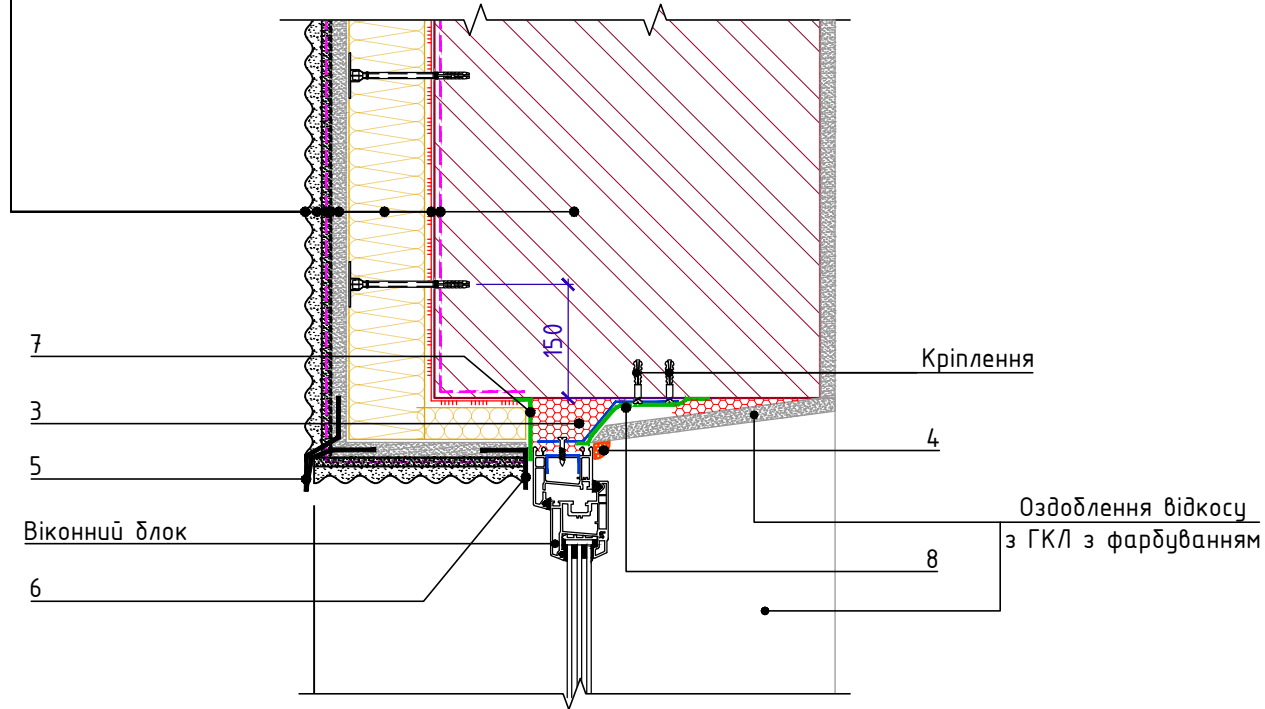 150
7
Кріплення
3
4
5
Оздоблення відкосу
з ГКЛ з фарбуванням
Віконний блок
8
6